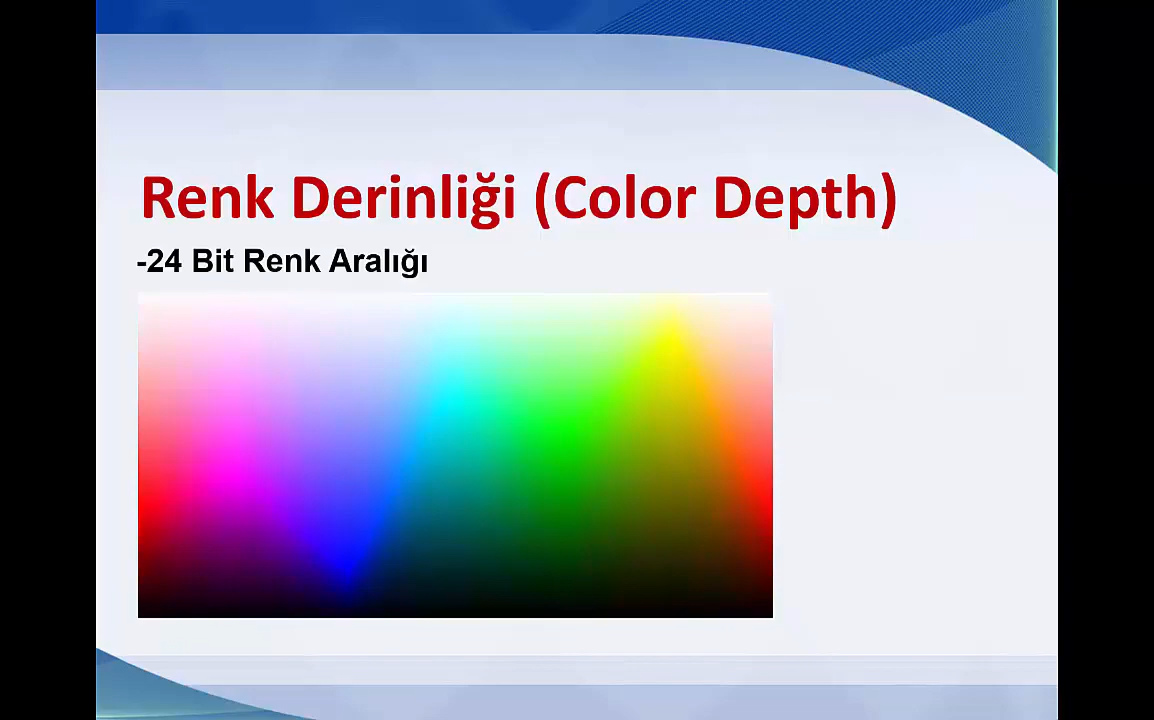 Renk Derinliği (Color Depth)
-24 Bit Renk Aralığı